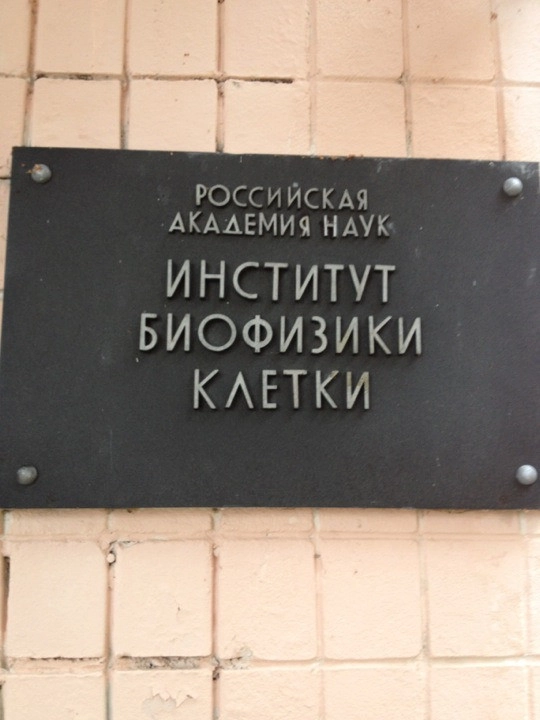 РОССИЙСКАЯ
АКАДЕМИЯ НАУК
ИНСТИТУТ
БИОФИЗИКИ
КЛЕТКИ